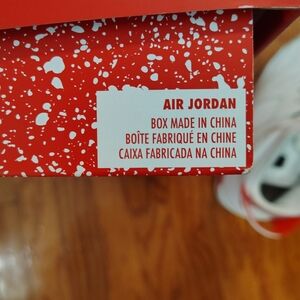 AIR JORDAN
BOX MADE IN CHINA
BOÎTE FABRIQUÉ EN CHINE
CAIXA FABRICADA NA CHINA